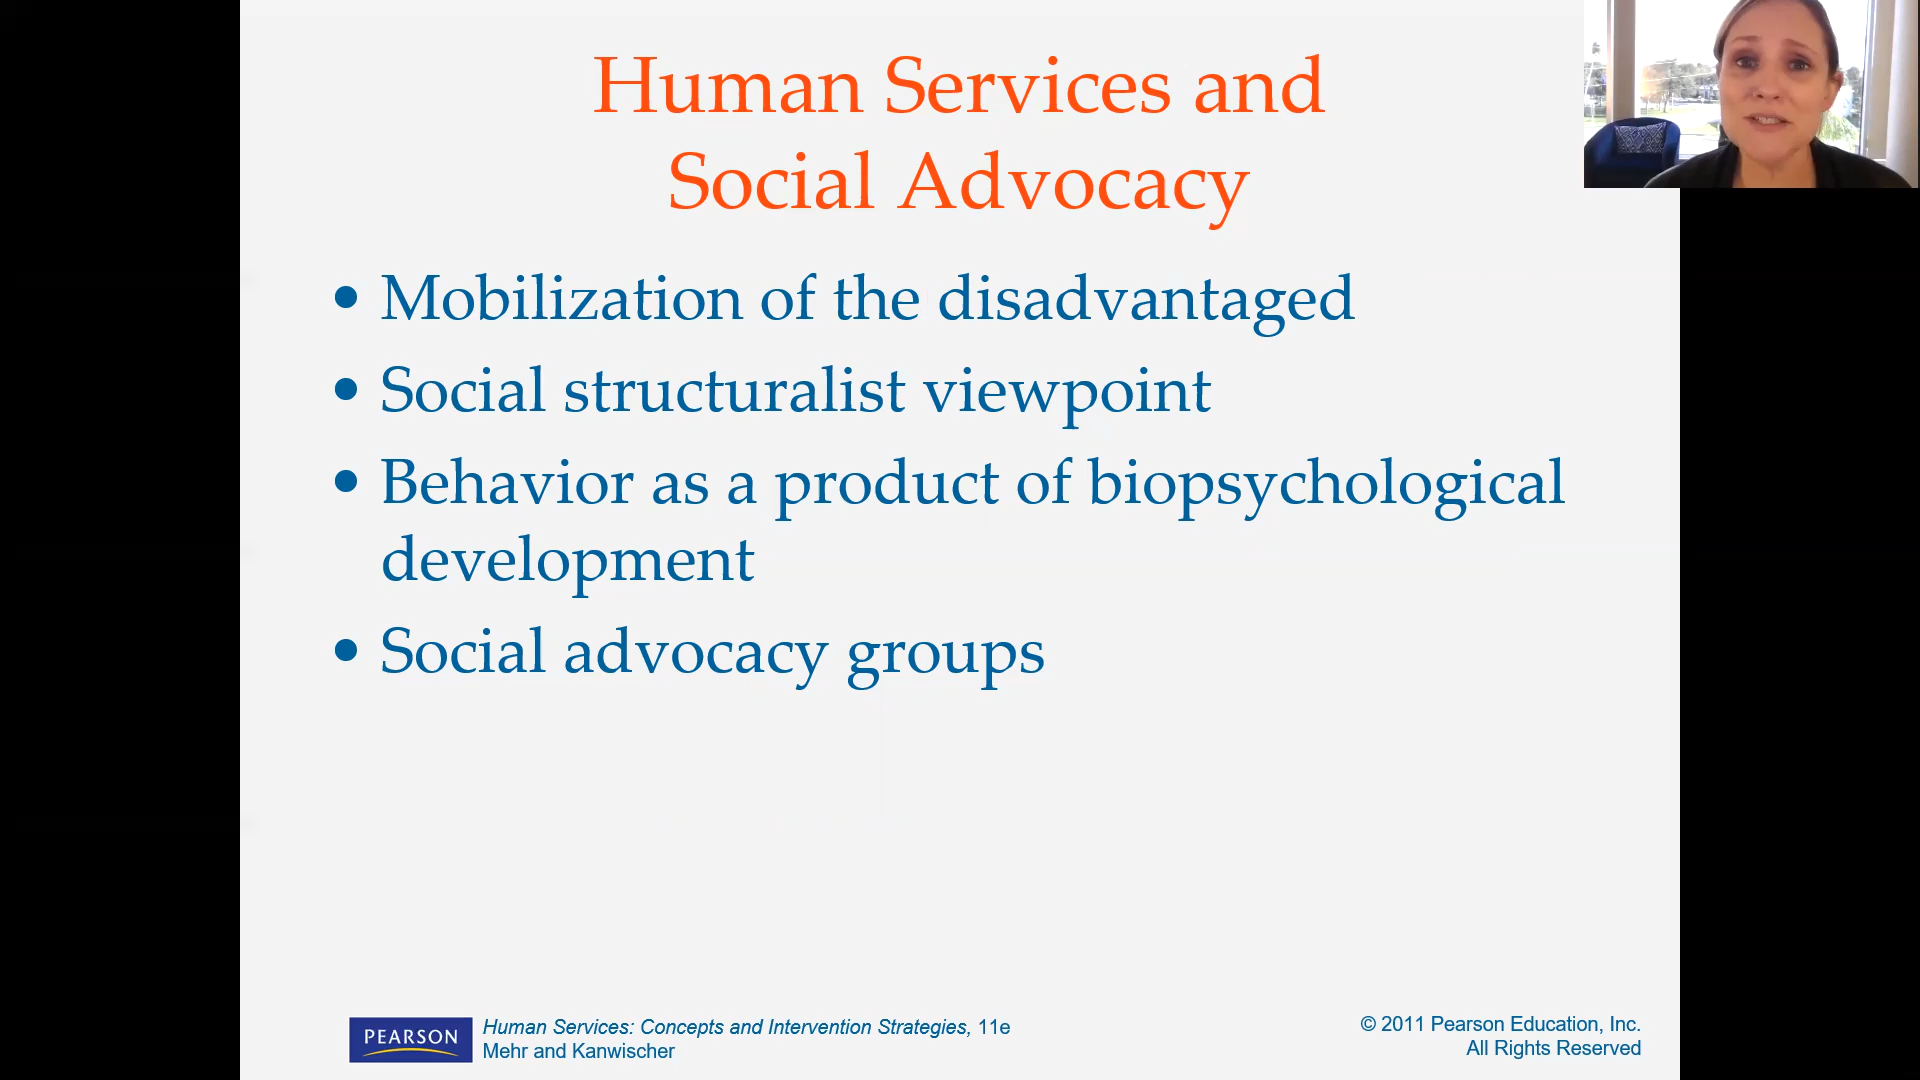 Human Services and
Social Advocacy
• Mobilization of the disadvantaged
• Social structuralist viewpoint
• Behavior as a product of biopsychological
development
• Social advocacy groups
PEARSON
Human Services: Concepts and Intervention Strategies, 11e
Mehr and Kanwischer
© 2011 Pearson Education, Inc.
All Rights Reserved